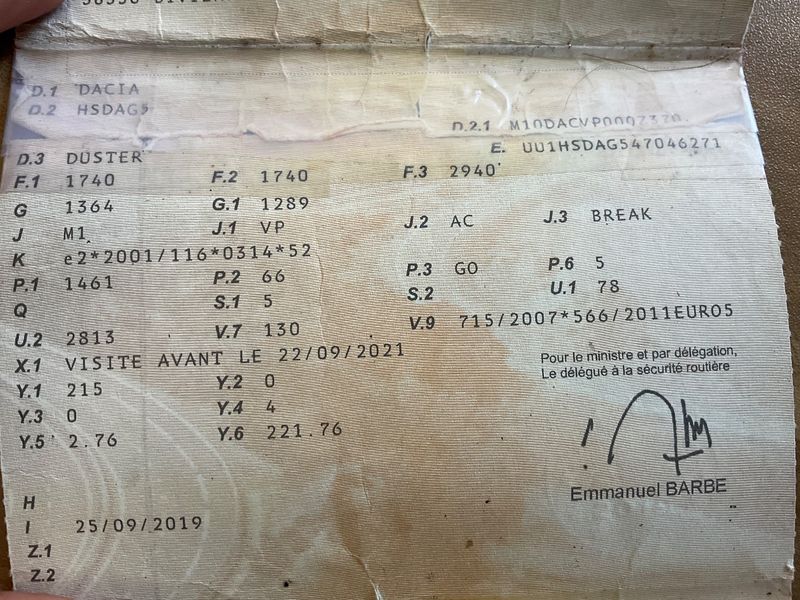 D.1 DACIA
D.2 HSDAG5
D.2.1
E. UU1HSDAG547046271
D.3 DUSTER
F.1 1740 F.2 1740 F.3 2940
G 1364 G.1 1289
J M1 J.1 VP J.2 AC J.3 BREAK
K e2*2001/116*0314*52
P.1 1461 P.2 66 P.3 GO P.6 5
Q S.1 5 S.2 U.1 78
U.2 2813 V.7 130 V.9 715/2007*566/2011EURO5
X.1 VISITE AVANT LE 22/09/2021
Pour le ministre et par délégation,
Le délégué à la sécurité routière
Y.1 215 Y.2 0
Y.3 0 Y.4 4
Y.5 2.76 Y.6 221.76
Emmanuel BARBE
H
I 25/09/2019
Z.1
Z.2